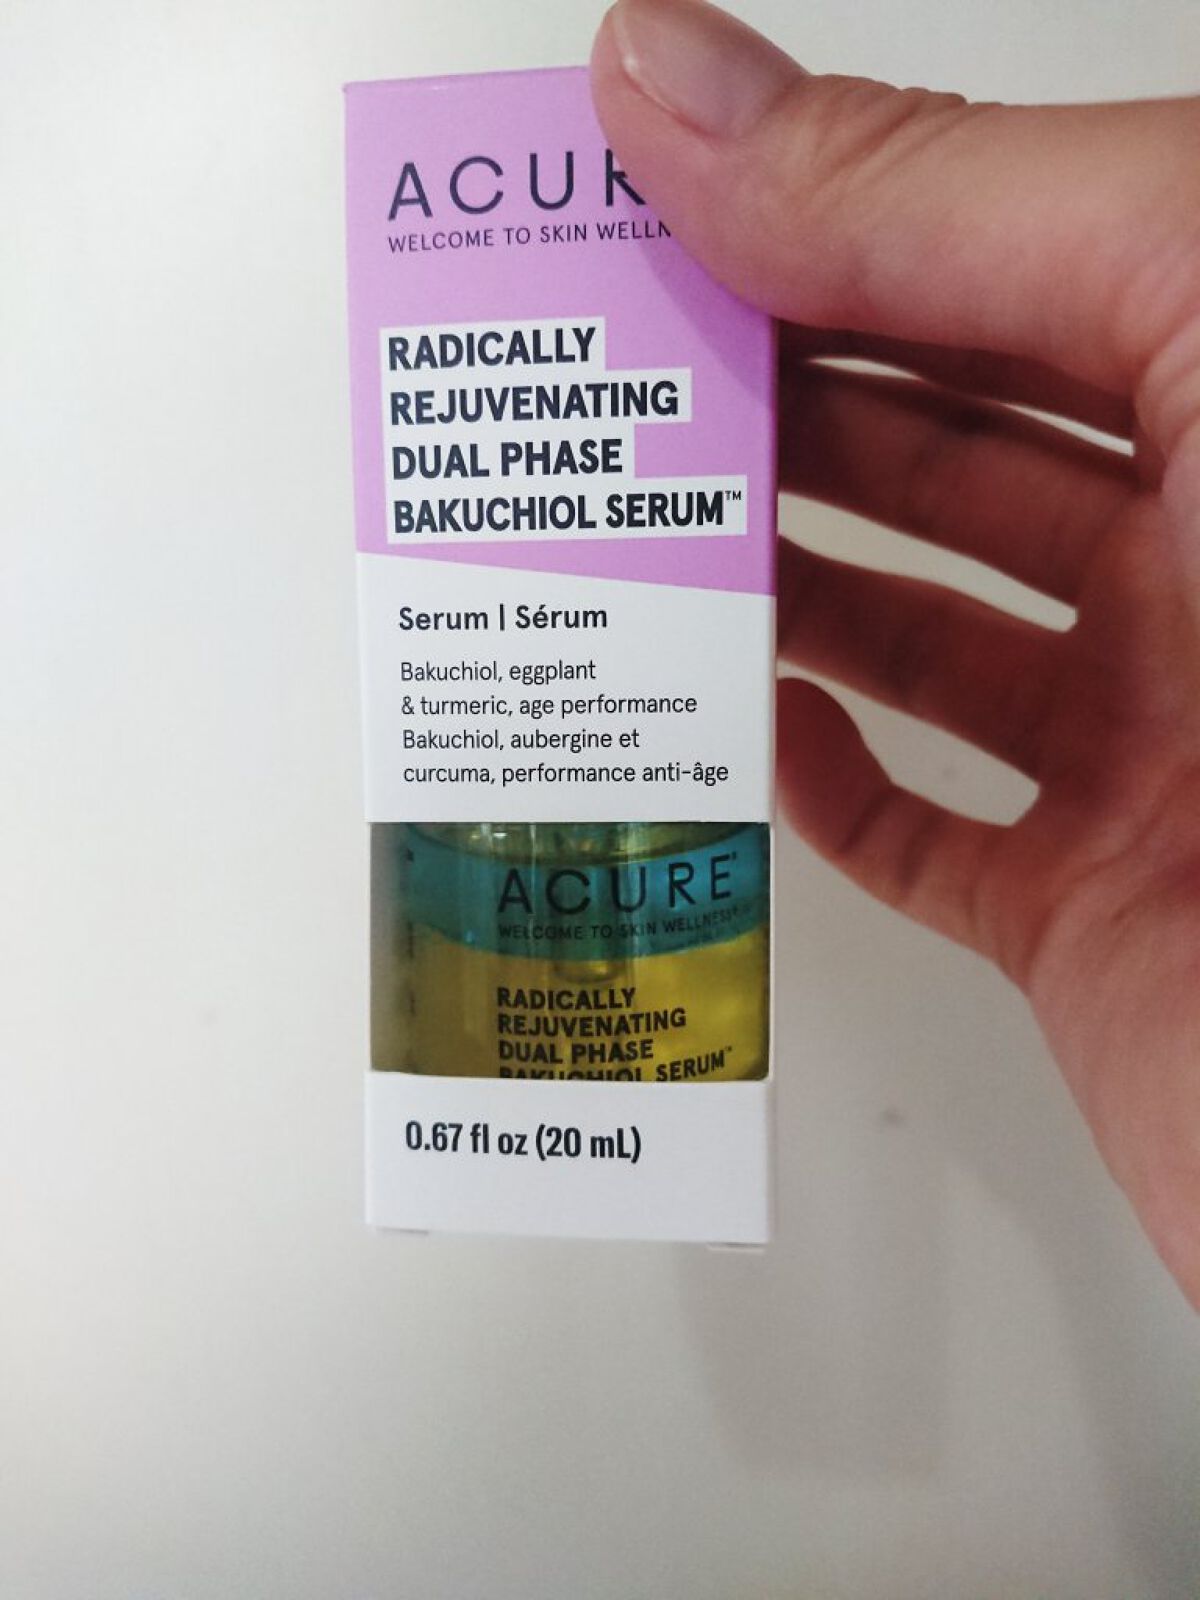 ACUR
WELCOME TO SKIN WELLN
RADICALLY
REJUVENATING
DUAL PHASE
BAKUCHIOL SERUM™
Serum | Sérum
Bakuchiol, eggplant
& turmeric, age performance
Bakuchiol, aubergine et
curcuma, performance anti-âge
ACURE®
WELCOME TO SKIN WELLNESS®
RADICALLY
REJUVENATING
DUAL PHASE
BAKUCHIOL SERUM™
0.67 fl oz (20 mL)